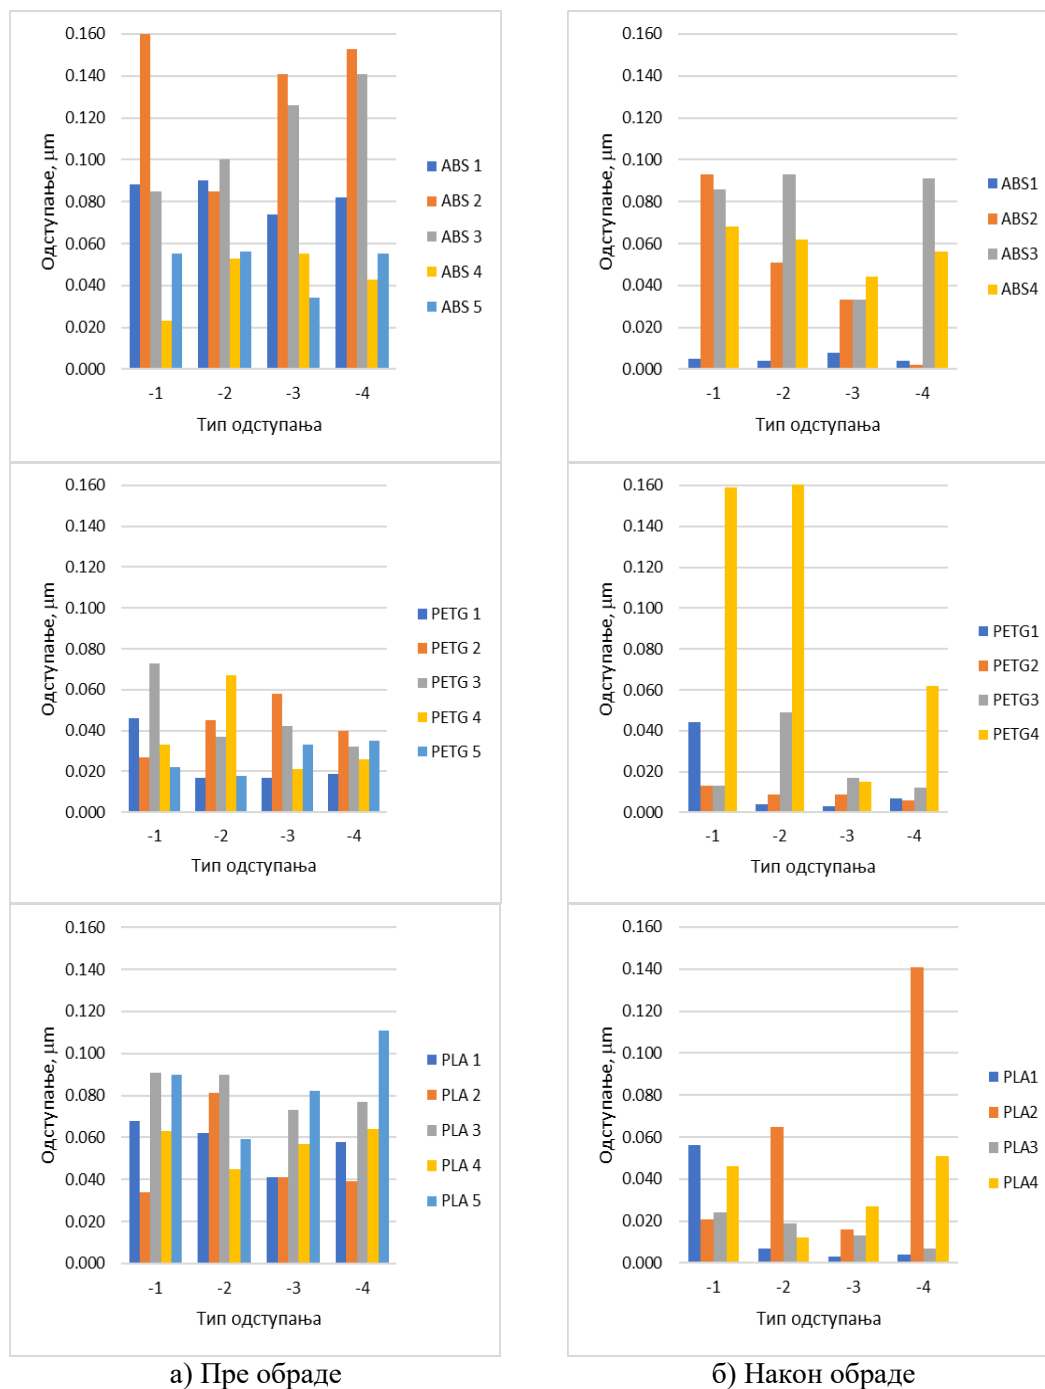 0.160
0.140
0.120
0.100
0.080
0.060
0.040
0.020
0.000
Одступање, µm
-1 -2 -3 -4
Тип одступања
ABS 1
ABS 2
ABS 3
ABS 4
ABS 5
0.160
0.140
0.120
0.100
0.080
0.060
0.040
0.020
0.000
Одступање, µm
-1 -2 -3 -4
Тип одступања
ABS1
ABS2
ABS3
ABS4
0.160
0.140
0.120
0.100
0.080
0.060
0.040
0.020
0.000
Одступање, µm
-1 -2 -3 -4
Тип одступања
PETG 1
PETG 2
PETG 3
PETG 4
PETG 5
0.160
0.140
0.120
0.100
0.080
0.060
0.040
0.020
0.000
Одступање, µm
-1 -2 -3 -4
Тип одступања
PETG1
PETG2
PETG3
PETG4
0.160
0.140
0.120
0.100
0.080
0.060
0.040
0.020
0.000
Одступање, µm
-1 -2 -3 -4
Тип одступања
PLA 1
PLA 2
PLA 3
PLA 4
PLA 5
0.160
0.140
0.120
0.100
0.080
0.060
0.040
0.020
0.000
Одступање, µm
-1 -2 -3 -4
Тип одступања
PLA1
PLA2
PLA3
PLA4
а) Пре обраде
б) Након обраде